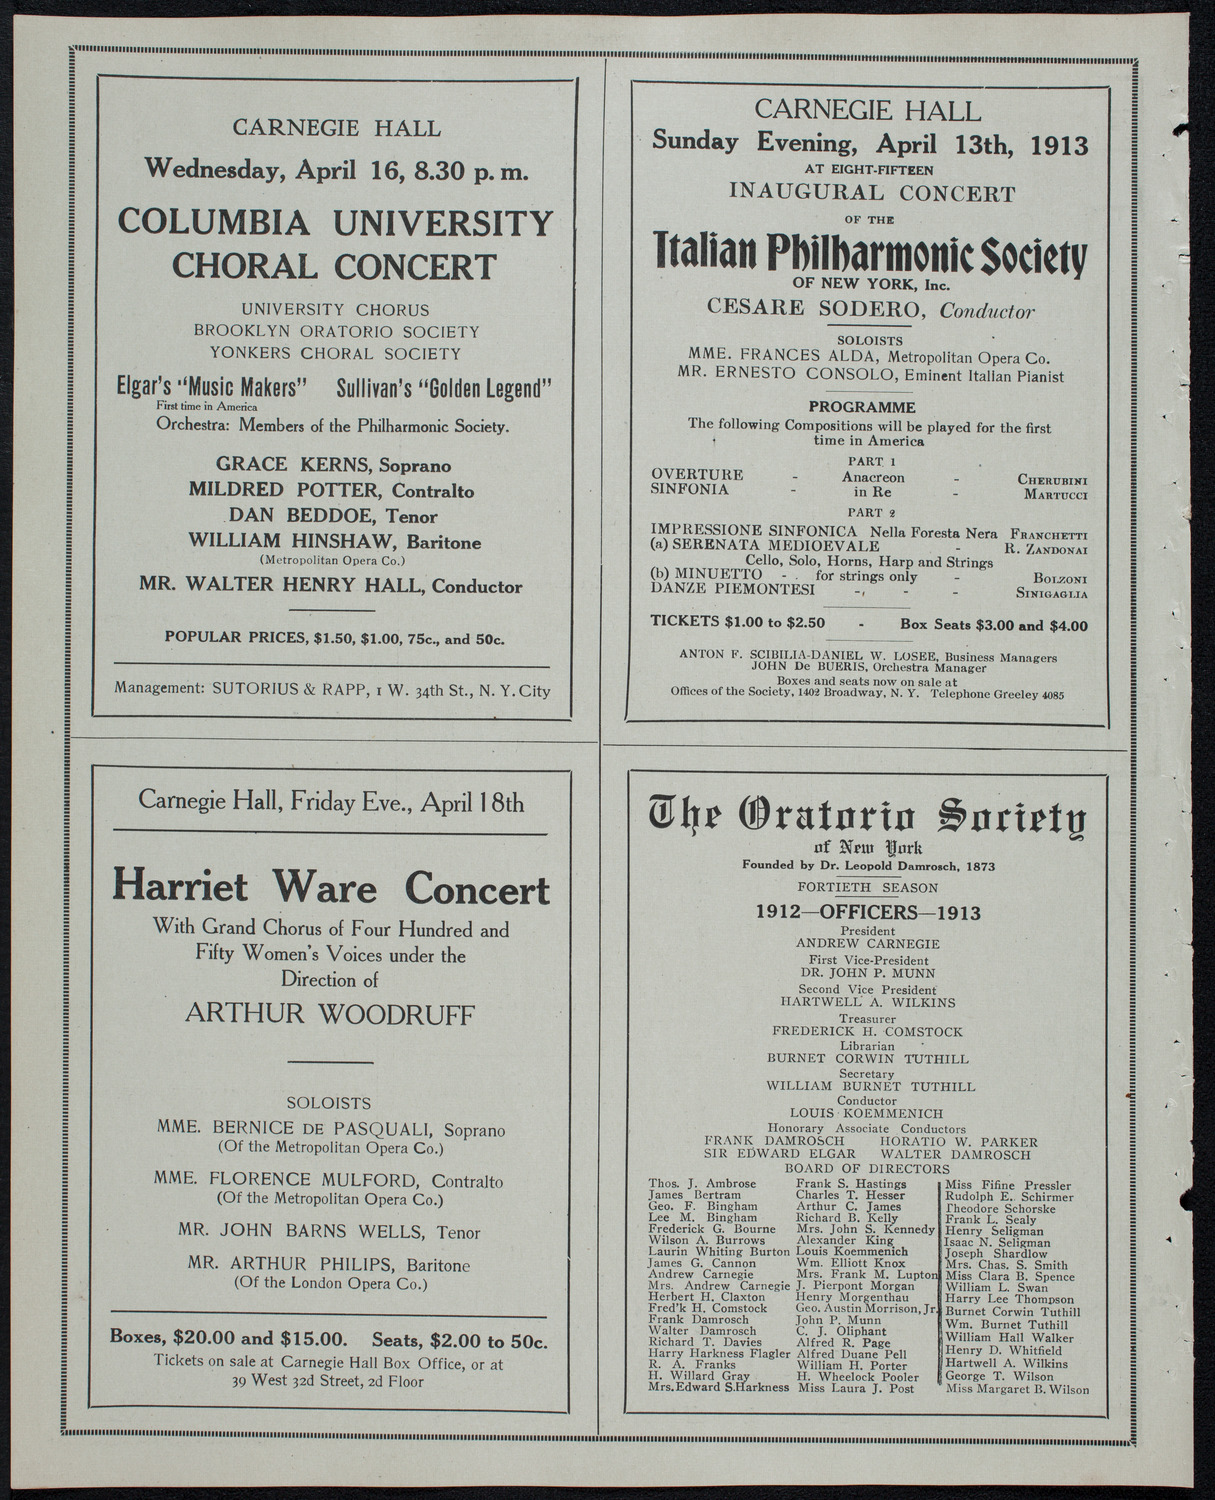 CARNEGIE HALL
Wednesday, April 16, 8.30 p. m.
COLUMBIA UNIVERSITY
CHORAL CONCERT
UNIVERSITY CHORUS
BROOKLYN ORATORIO SOCIETY
YONKERS CHORAL SOCIETY
Elgar's "Music Makers" Sullivan's "Golden Legend"
First time in America
Orchestra: Members of the Philharmonic Society.
GRACE KERNS, Soprano
MILDRED POTTER, Contralto
DAN BEDDOE, Tenor
WILLIAM HINSHAW, Baritone
(Metropolitan Opera Co.)
MR. WALTER HENRY HALL, Conductor
POPULAR PRICES, $1.50, $1.00, 75c., and 50c.
Management: SUTORIUS & RAPP, 1 W. 34th St., N. Y. City
CARNEGIE HALL
Sunday Evening, April 13th, 1913
AT EIGHT-FIFTEEN
INAUGURAL CONCERT
OF THE
Italian Philharmonic Society
OF NEW YORK, Inc.
CESARE SODERO, Conductor
SOLOISTS
MME. FRANCES ALDA, Metropolitan Opera Co.
MR. ERNESTO CONSOLO, Eminent Italian Pianist
PROGRAMME
The following Compositions will be played for the first
time in America
PART 1
OVERTURE - Anacreon - CHERUBINI
SINFONIA - in Re - MARTUCCI
PART 2
IMPRESSIONE SINFONICA Nella Foresta Nera FRANCHETTI
(a) SERENATA MEDIOEVALE - R. ZANDONAI
Cello, Solo, Horns, Harp and Strings
(b) MINUETTO - for strings only - BOLZONI
DANZE PIEMONTESI - - - SINIGAGLIA
TICKETS $1.00 to $2.50 - Box Seats $3.00 and $4.00
ANTON F. SCIBILIA-DANIEL W. LOSEE, Business Managers
JOHN De BUERIS, Orchestra Manager
Boxes and seats now on sale at
Offices of the Society, 1402 Broadway, N. Y. Telephone Greeley 4085
Carnegie Hall, Friday Eve., April 18th
Harriet Ware Concert
With Grand Chorus of Four Hundred and
Fifty Women's Voices under the
Direction of
ARTHUR WOODRUFF
SOLOISTS
MME. BERNICE DE PASQUALI, Soprano
(Of the Metropolitan Opera Co.)
MME. FLORENCE MULFORD, Contralto
(Of the Metropolitan Opera Co.)
MR. JOHN BARNS WELLS, Tenor
MR. ARTHUR PHILIPS, Baritone
(Of the London Opera Co.)
Boxes, $20.00 and $15.00. Seats, $2.00 to 50c.
Tickets on sale at Carnegie Hall Box Office, or at
39 West 32d Street, 2d Floor
The Oratorio Society
of New York
Founded by Dr. Leopold Damrosch, 1873
FORTIETH SEASON
1912—OFFICERS—1913
President
ANDREW CARNEGIE
First Vice-President
DR. JOHN P. MUNN
Second Vice President
HARTWELL A. WILKINS
Treasurer
FREDERICK H. COMSTOCK
Librarian
BURNET CORWIN TUTHILL
Secretary
WILLIAM BURNET TUTHILL
Conductor
LOUIS KOEMMENICH
Honorary Associate Conductors
FRANK DAMROSCH HORATIO W. PARKER
SIR EDWARD ELGAR WALTER DAMROSCH
BOARD OF DIRECTORS
Thos. J. Ambrose
James Bertram
Geo. F. Bingham
Lee M. Bingham
Frederick G. Bourne
Wilson A. Burrows
Laurin Whiting Burton
James G. Cannon
Andrew Carnegie
Mrs. Andrew Carnegie
Herbert H. Claxton
Fred'k H. Comstock
Frank Damrosch
Walter Damrosch
Richard T. Davies
Harry Harkness Flagler
R. A. Franks
H. Willard Gray
Mrs. Edward S. Harkness
Frank S. Hastings
Charles T. Hesser
Arthur C. James
Richard B. Kelly
Mrs. John S. Kennedy
Alexander King
Louis Koemmenich
Wm. Elliott Knox
Mrs. Frank M. Lupton
J. Pierpont Morgan
Henry Morgenthau
Geo. Austin Morrison, Jr.
John P. Munn
C. J. Oliphant
Alfred R. Page
Alfred Duane Pell
William H. Porter
H. Wheelock Pooler
Miss Laura J. Post
Miss Fifine Pressler
Rudolph E. Schirmer
Theodore Schorske
Frank L. Sealy
Henry Seligman
Isaac N. Seligman
Joseph Shardlow
Mrs. Chas. S. Smith
Miss Clara B. Spence
William L. Swan
Harry Lee Thompson
Burnet Corwin Tuthill
Wm. Burnet Tuthill
William Hall Walker
Henry D. Whitfield
Hartwell A. Wilkins
George T. Wilson
Miss Margaret B. Wilson